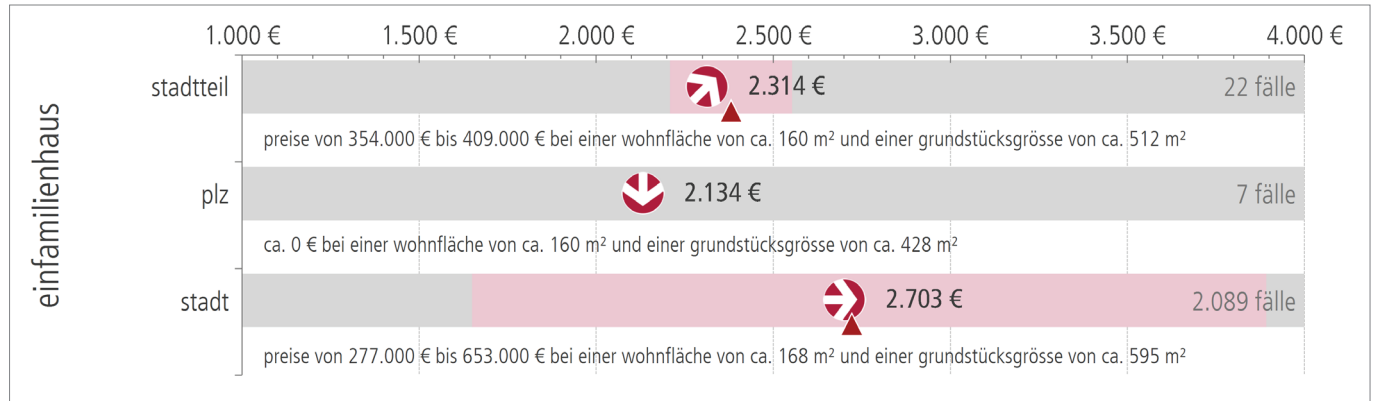 1.000 € 1.500 € 2.000 € 2.500 € 3.000 € 3.500 € 4.000 €
einfamilienhaus
stadtteil 2.314 € 22 fälle
preise von 354.000 € bis 409.000 € bei einer wohnfläche von ca. 160 m² und einer grundstücksgrösse von ca. 512 m²
plz 2.134 € 7 fälle
ca. 0 € bei einer wohnfläche von ca. 160 m² und einer grundstücksgrösse von ca. 428 m²
stadt 2.703 € 2.089 fälle
preise von 277.000 € bis 653.000 € bei einer wohnfläche von ca. 168 m² und einer grundstücksgrösse von ca. 595 m²